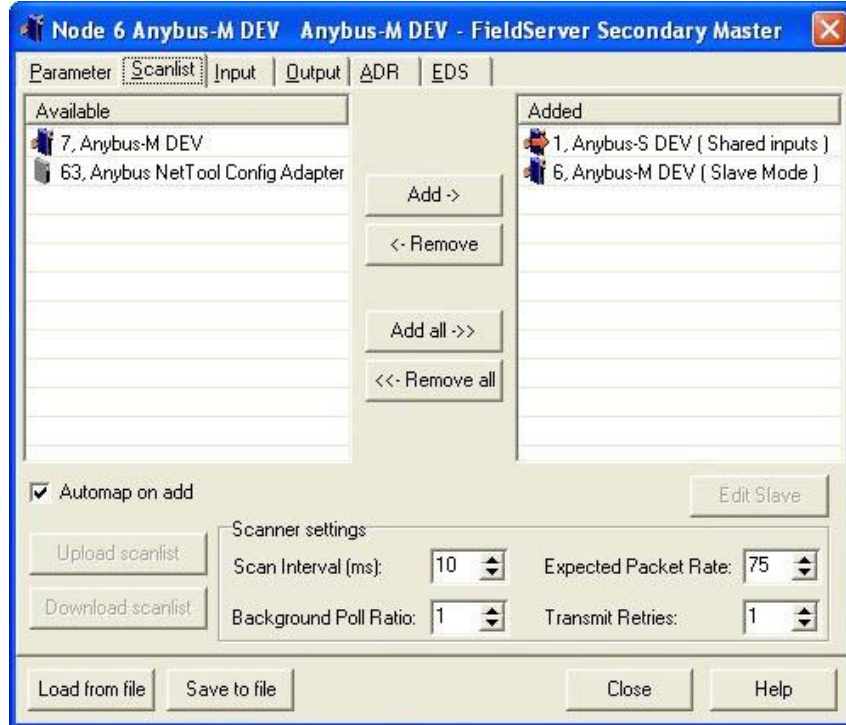 Node 6 Anybus-M DEV   Anybus-M DEV - FieldServer Secondary Master
Parameter Scanlist Input Output ADR EDS
Available
7, Anybus-M DEV
63, Anybus NetTool Config Adapter
Add ->
<- Remove
Add all ->>
<<- Remove all
Added
1, Anybus-S DEV ( Shared inputs )
6, Anybus-M DEV ( Slave Mode )
Automap on add
Edit Slave
Upload scanlist
Download scanlist
Scanner settings
Scan Interval (ms): 10
Expected Packet Rate: 75
Background Poll Ratio: 1
Transmit Retries: 1
Load from file
Save to file
Close
Help